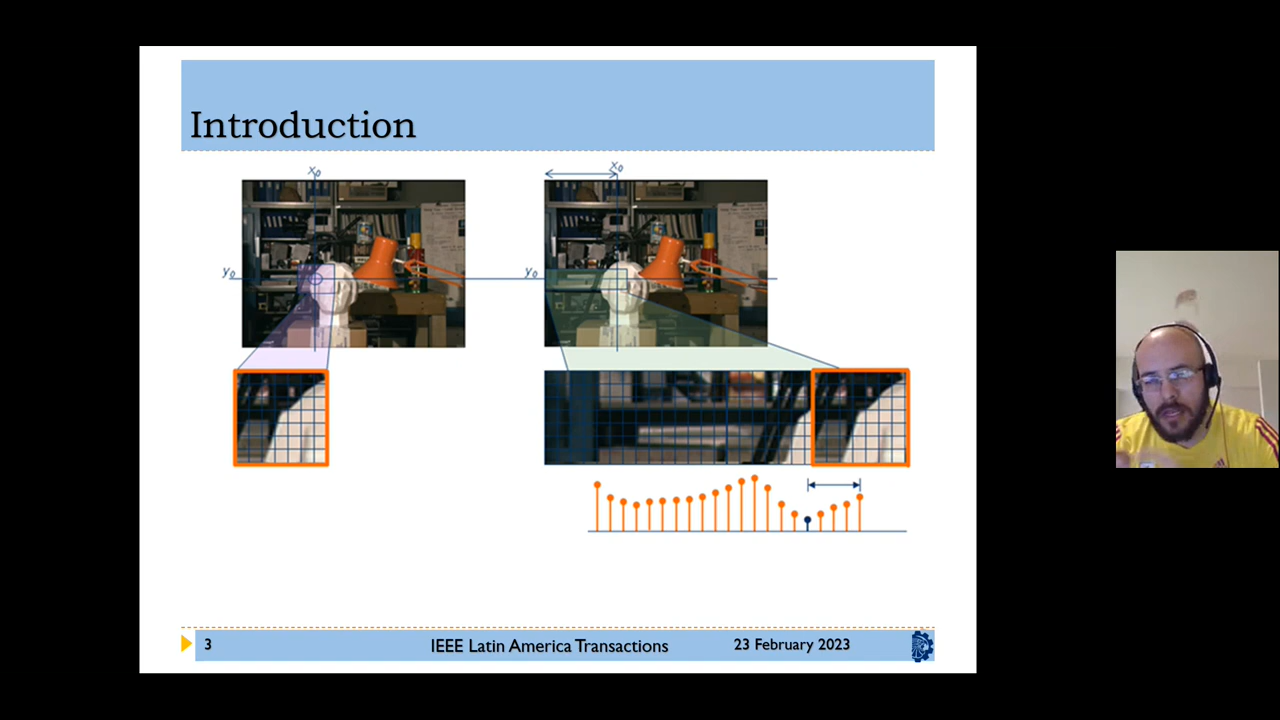 Introduction
x₀
x₀
y₀
y₀
3
IEEE Latin America Transactions
23 February 2023